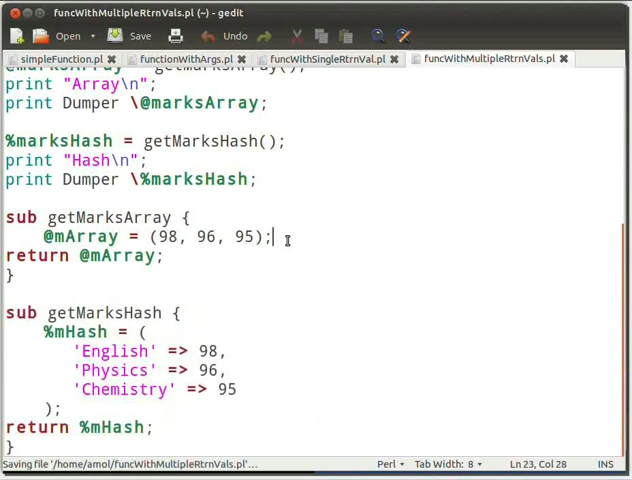 funcWithMultipleRtrnVals.pl (~) - gedit
Open Save Undo
simpleFunction.pl functionWithArgs.pl funcWithSingleRtrnVal.pl funcWithMultipleRtrnVals.pl
@marksArray = getMarksArray();
print "Array\n";
print Dumper \@marksArray;
%marksHash = getMarksHash();
print "Hash\n";
print Dumper \%marksHash;
sub getMarksArray {
@mArray = (98, 96, 95);
return @mArray;
}
sub getMarksHash {
%mHash = (
'English' => 98,
'Physics' => 96,
'Chemistry' => 95
);
return %mHash;
}
Saving file '/home/amol/funcWithMultipleRtrnVals.pl'... Perl Tab Width: 8 Ln 23, Col 28 INS